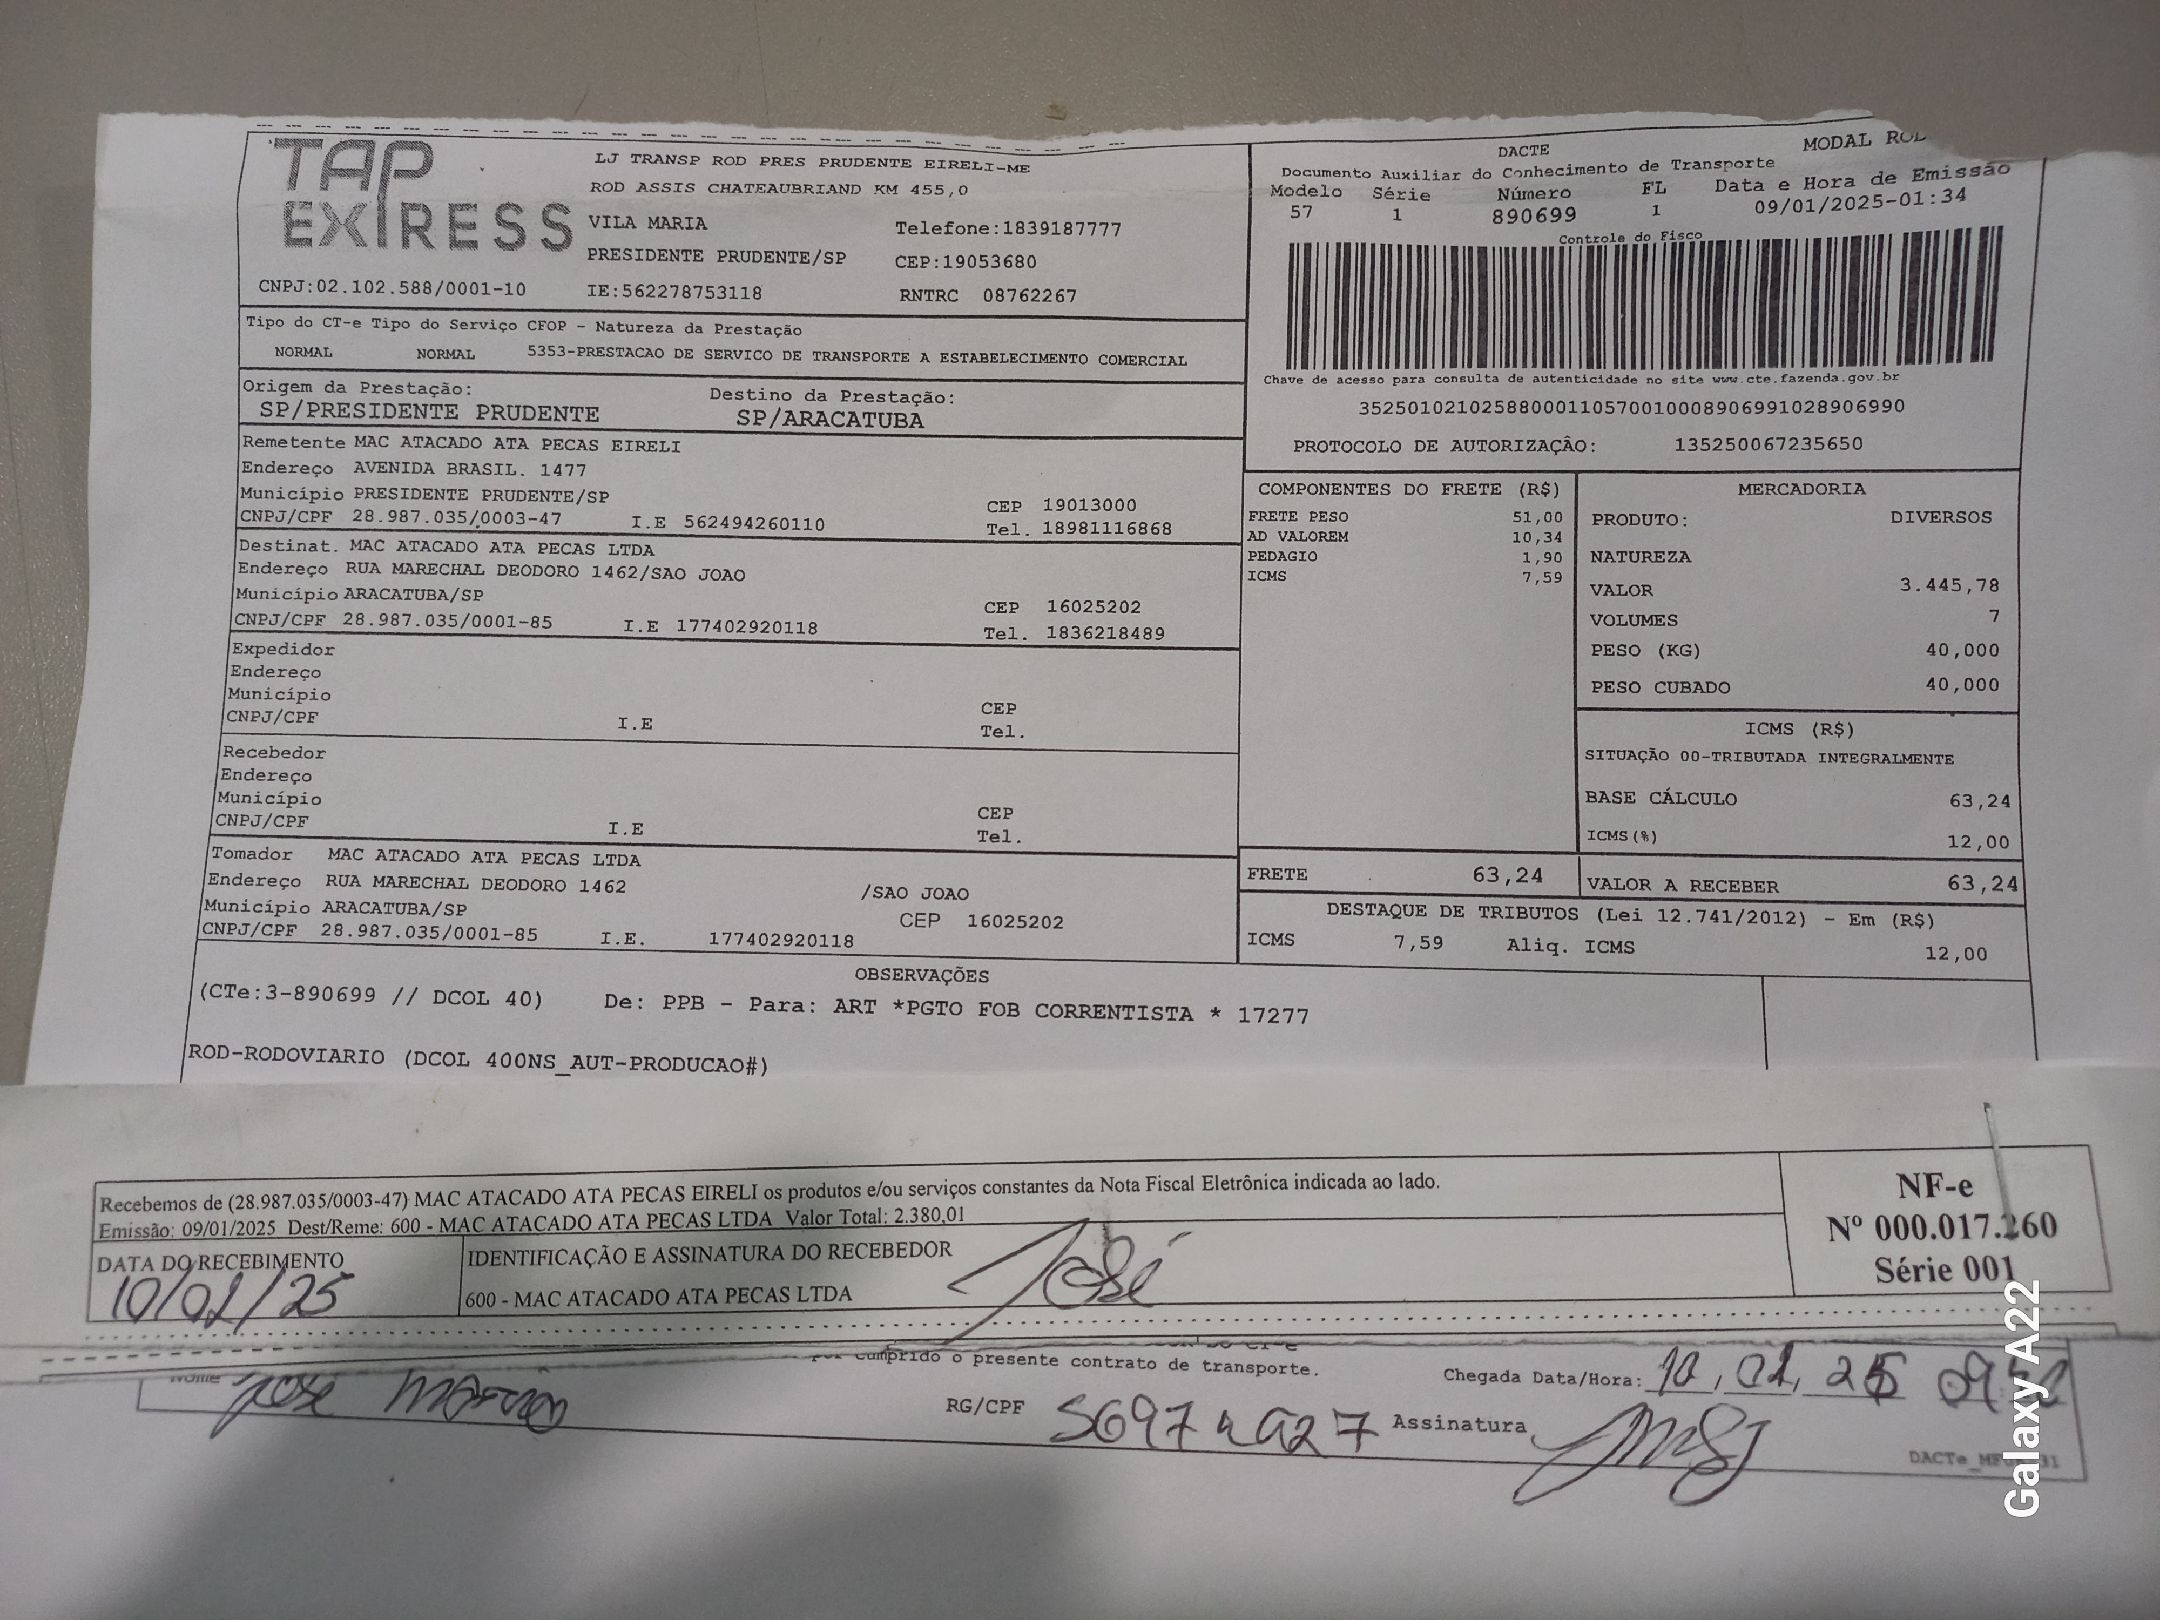 TAP
EXPRESS
LJ TRANSP ROD PRES PRUDENTE EIRELI-ME
ROD ASSIS CHATEAUBRIAND KM 455,0
VILA MARIA Telefone:1839187777
PRESIDENTE PRUDENTE/SP CEP:19053680
CNPJ:02.102.588/0001-10 IE:562278753118 RNTRC 08762267
DACTE MODAL
Documento Auxiliar do Conhecimento de Transporte
Modelo Série Número FL Data e Hora de Emissão
57 1 890699 1 09/01/2025-01:34
Controle do Fisco
Chave de acesso para consulta de autenticidade no site www.cte.fazenda.gov.br
35250102102588000110570010008906991028906990
PROTOCOLO DE AUTORIZAÇÂO: 135250067235650
Tipo do CT-e Tipo do Serviço CFOP - Natureza da Prestação
NORMAL NORMAL 5353-PRESTACAO DE SERVICO DE TRANSPORTE A ESTABELECIMENTO COMERCIAL
Origem da Prestação: Destino da Prestação:
SP/PRESIDENTE PRUDENTE SP/ARACATUBA
Remetente MAC ATACADO ATA PECAS EIRELI
Endereço AVENIDA BRASIL. 1477
Município PRESIDENTE PRUDENTE/SP CEP 19013000
CNPJ/CPF 28.987.035/0003-47 I.E 562494260110 Tel. 18981116868
Destinat. MAC ATACADO ATA PECAS LTDA
Endereço RUA MARECHAL DEODORO 1462/SAO JOAO
Município ARACATUBA/SP CEP 16025202
CNPJ/CPF 28.987.035/0001-85 I.E 177402920118 Tel. 1836218489
Expedidor
Endereço
Município CEP
CNPJ/CPF I.E Tel.
Recebedor
Endereço
Município CEP
CNPJ/CPF I.E Tel.
Tomador MAC ATACADO ATA PECAS LTDA
Endereço RUA MARECHAL DEODORO 1462 /SAO JOAO
Município ARACATUBA/SP CEP 16025202
CNPJ/CPF 28.987.035/0001-85 I.E. 177402920118
COMPONENTES DO FRETE (R$)
FRETE PESO 51,00
AD VALOREM 10,34
PEDAGIO 1,90
ICMS 7,59
MERCADORIA
PRODUTO: DIVERSOS
NATUREZA
VALOR 3.445,78
VOLUMES 7
PESO (KG) 40,000
PESO CUBADO 40,000
ICMS (R$)
SITUAÇÃO 00-TRIBUTADA INTEGRALMENTE
BASE CÁLCULO 63,24
ICMS(%) 12,00
FRETE 63,24 VALOR A RECEBER 63,24
DESTAQUE DE TRIBUTOS (Lei 12.741/2012) - Em (R$)
ICMS 7,59 Aliq. ICMS 12,00
OBSERVAÇÕES
(CTe:3-890699 // DCOL 40) De: PPB - Para: ART *PGTO FOB CORRENTISTA * 17277
ROD-RODOVIARIO (DCOL 400NS_AUT-PRODUCAO#)
Recebemos de (28.987.035/0003-47) MAC ATACADO ATA PECAS EIRELI os produtos e/ou serviços constantes da Nota Fiscal Eletrônica indicada ao lado.
Emissão: 09/01/2025 Dest/Reme: 600 - MAC ATACADO ATA PECAS LTDA Valor Total: 2.380,01
DATA DO RECEBIMENTO IDENTIFICAÇÃO E ASSINATURA DO RECEBEDOR
10/01/25 600 - MAC ATACADO ATA PECAS LTDA José
NF-e
Nº 000.017.260
Série 001
cumprido o presente contrato de transporte. Chegada Data/Hora: 10,01,25
Nome José RG/CPF Assinatura
Galaxy A22